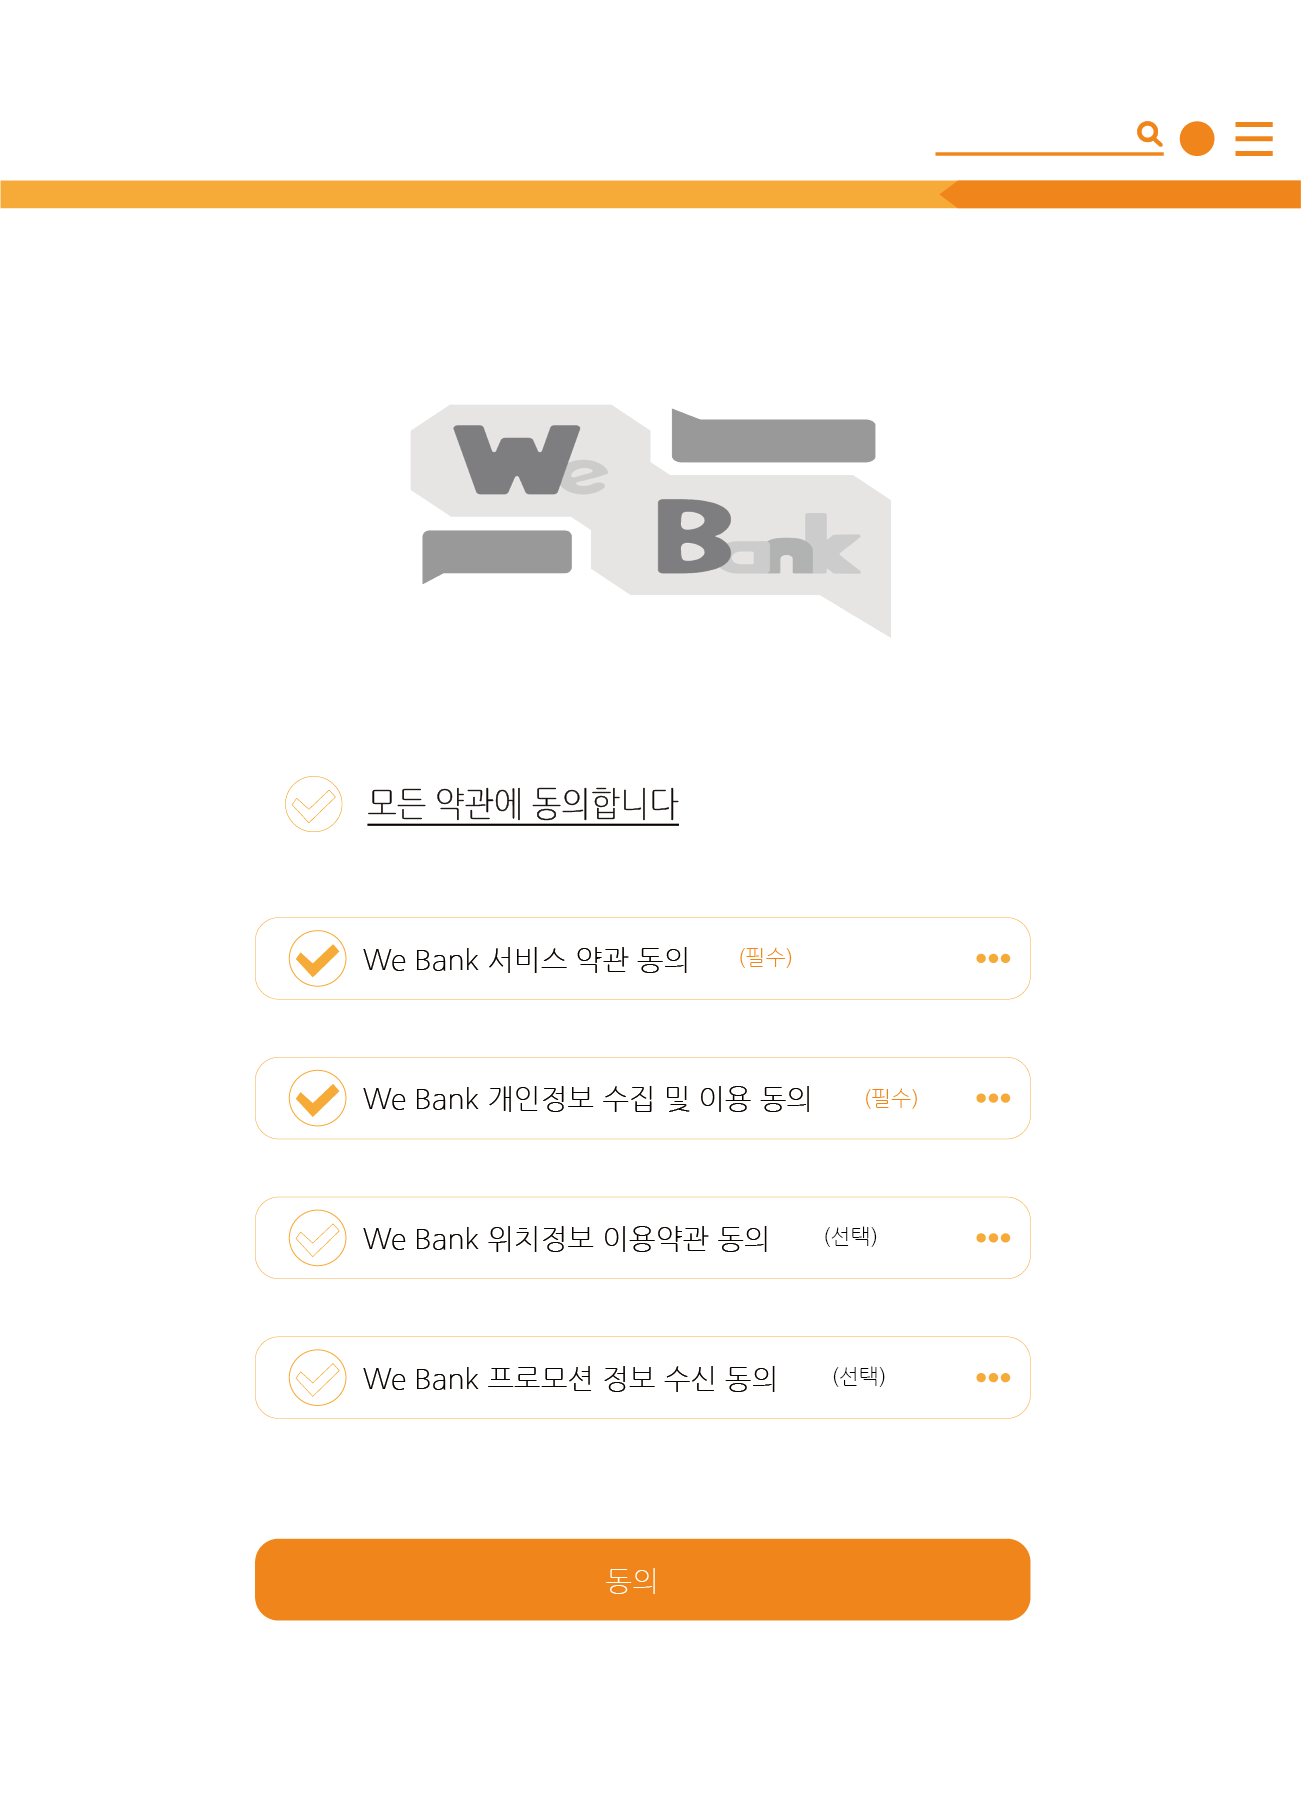 We
Bank
모든 약관에 동의합니다
We Bank 서비스 약관 동의 (필수)
We Bank 개인정보 수집 및 이용 동의 (필수)
We Bank 위치정보 이용약관 동의 (선택)
We Bank 프로모션 정보 수신 동의 (선택)
동의